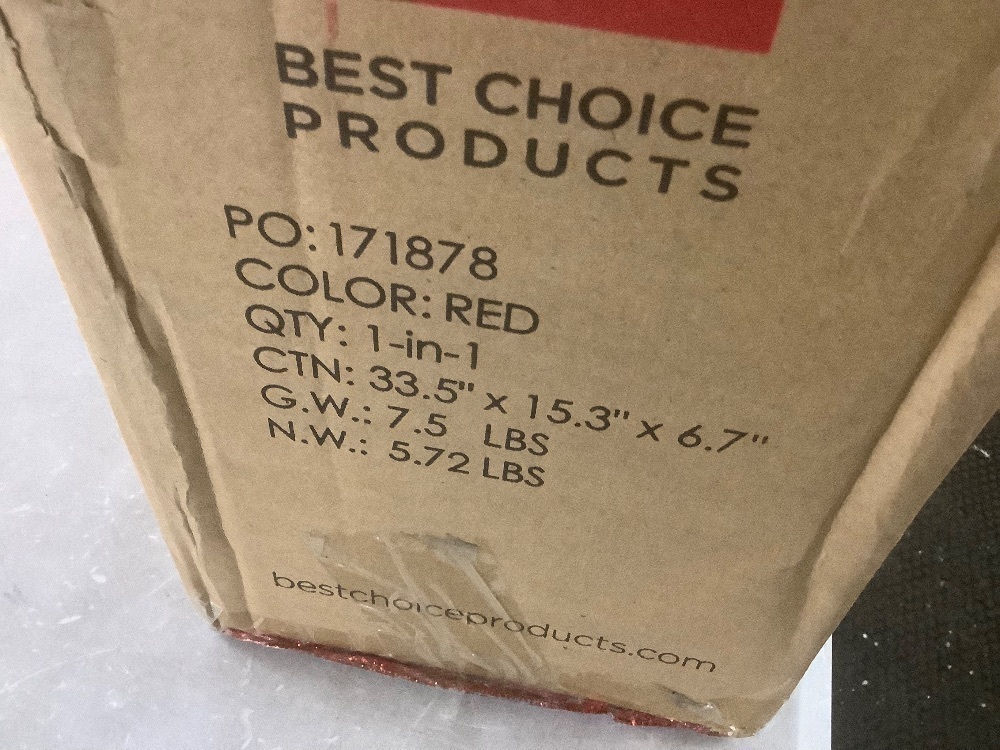 BEST CHOICE
PRODUCTS
PO: 171878
COLOR: RED
QTY: 1-in-1
CTN: 33.5" x 15.3" x 6.7"
G.W.: 7.5 LBS
N.W.: 5.72 LBS
bestchoiceproducts.com